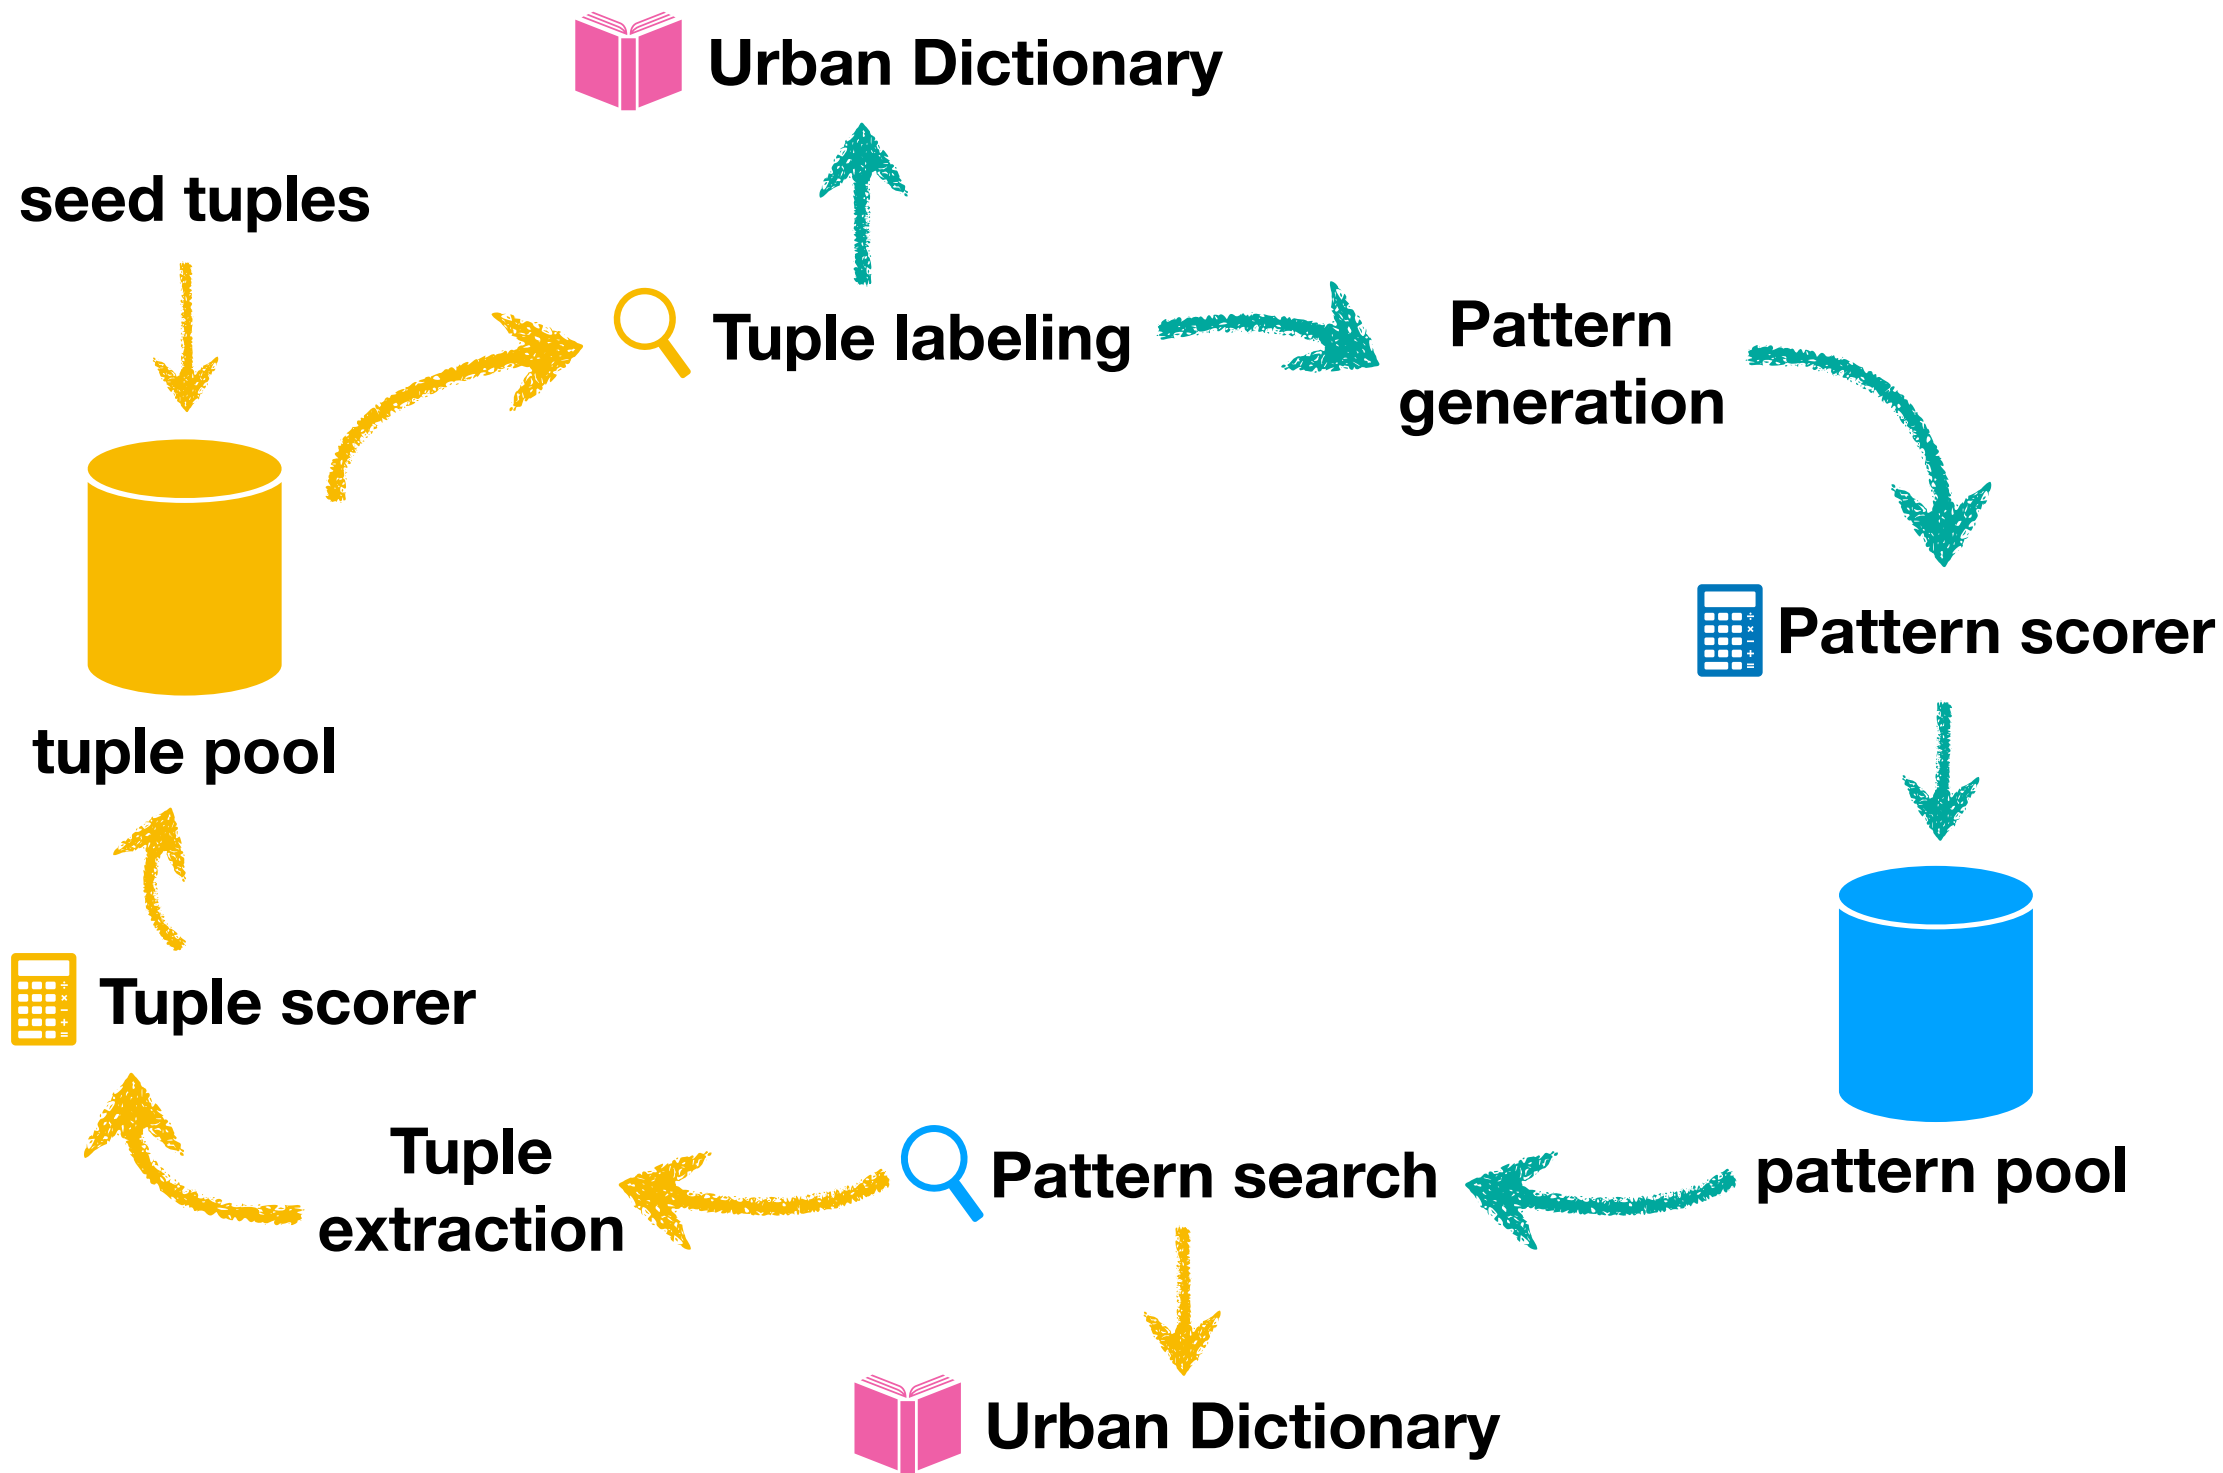 Urban Dictionary
seed tuples
Tuple labeling
Pattern
generation
Pattern scorer
tuple pool
Tuple scorer
Tuple
extraction
Pattern search
pattern pool
Urban Dictionary